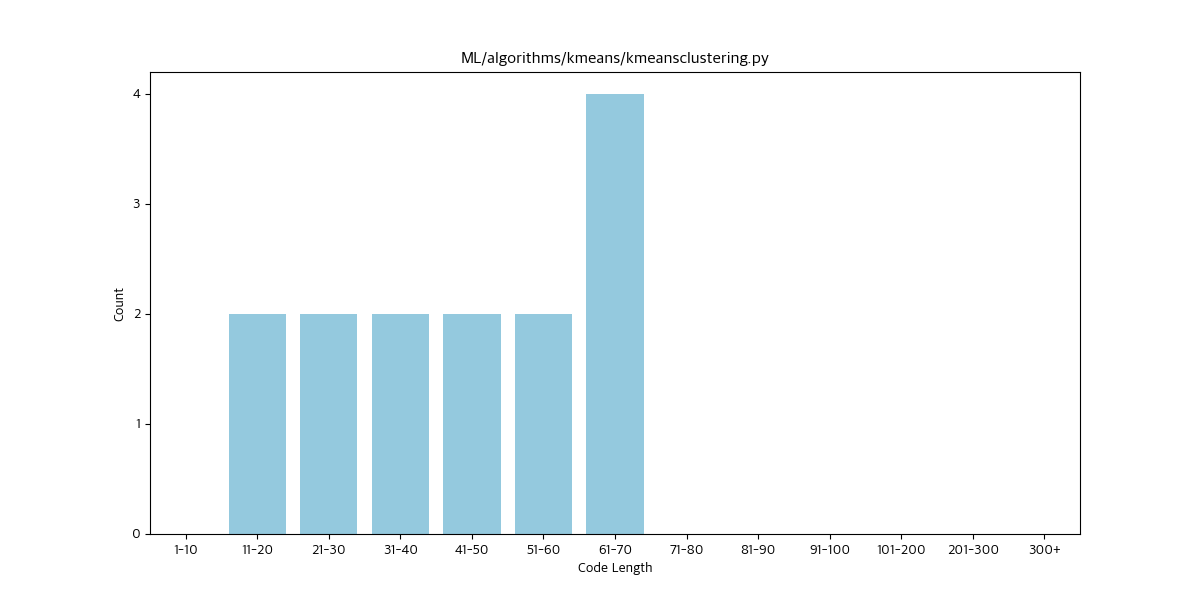 ML/algorithms/kmeans/kmeansclustering.py
4
3
2
1
0
Count
1-10 11-20 21-30 31-40 41-50 51-60 61-70 71-80 81-90 91-100 101-200 201-300 300+
Code Length